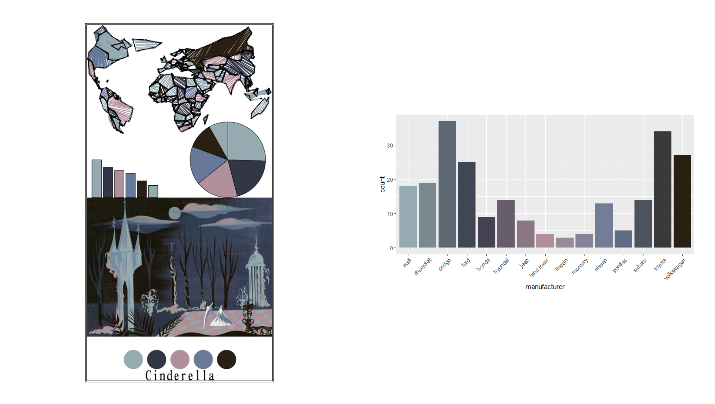 Cinderella
count
30
20
10
0
audi
chevrolet
dodge
ford
honda
hyundai
jeep
land rover
lincoln
mercury
nissan
pontiac
subaru
toyota
volkswagen
manufacturer